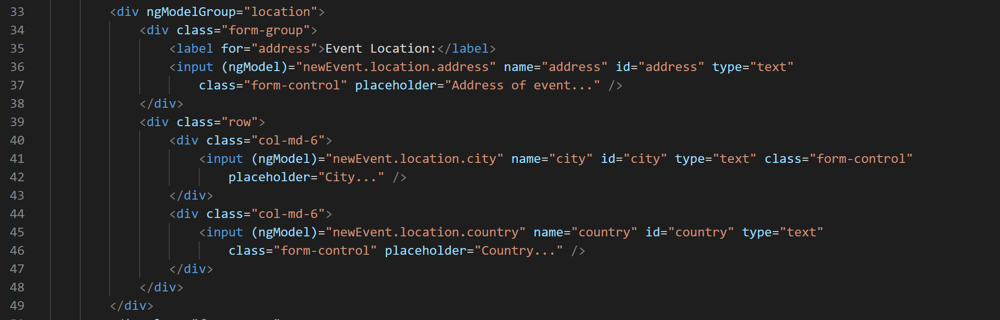 33 <div ngModelGroup="location">
34 <div class="form-group">
35 <label for="address">Event Location:</label>
36 <input (ngModel)="newEvent.location.address" name="address" id="address" type="text"
37 class="form-control" placeholder="Address of event..." />
38 </div>
39 <div class="row">
40 <div class="col-md-6">
41 <input (ngModel)="newEvent.location.city" name="city" id="city" type="text" class="form-control"
42 placeholder="City..." />
43 </div>
44 <div class="col-md-6">
45 <input (ngModel)="newEvent.location.country" name="country" id="country" type="text"
46 class="form-control" placeholder="Country..." />
47 </div>
48 </div>
49 </div>